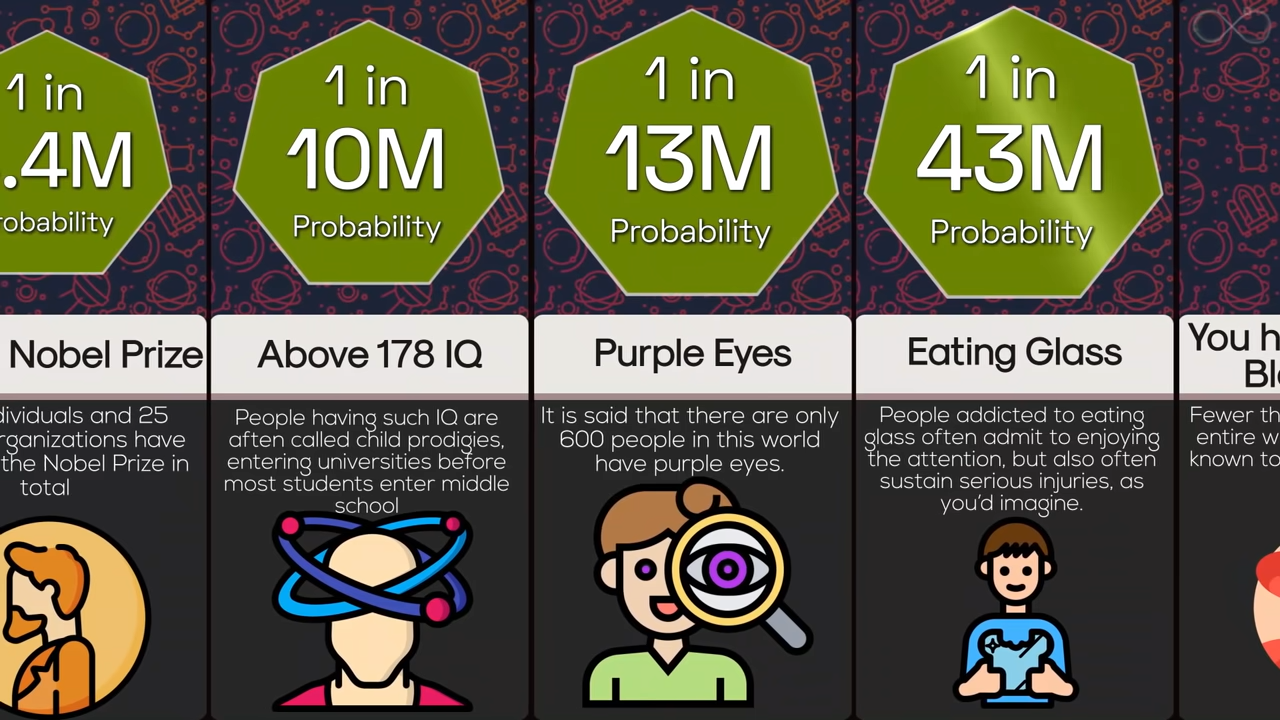 1 in
.4M
robability
Nobel Prize
dividuals and 25
rganizations have
the Nobel Prize in
total
1 in
10M
Probability
Above 178 IQ
People having such IQ are
often called child prodigies,
entering universities before
most students enter middle
school
1 in
13M
Probability
Purple Eyes
It is said that there are only
600 people in this world
have purple eyes.
1 in
43M
Probability
Eating Glass
People addicted to eating
glass often admit to enjoying
the attention, but also often
sustain serious injuries, as
you'd imagine.
You h
Bl
Fewer th
entire w
known to